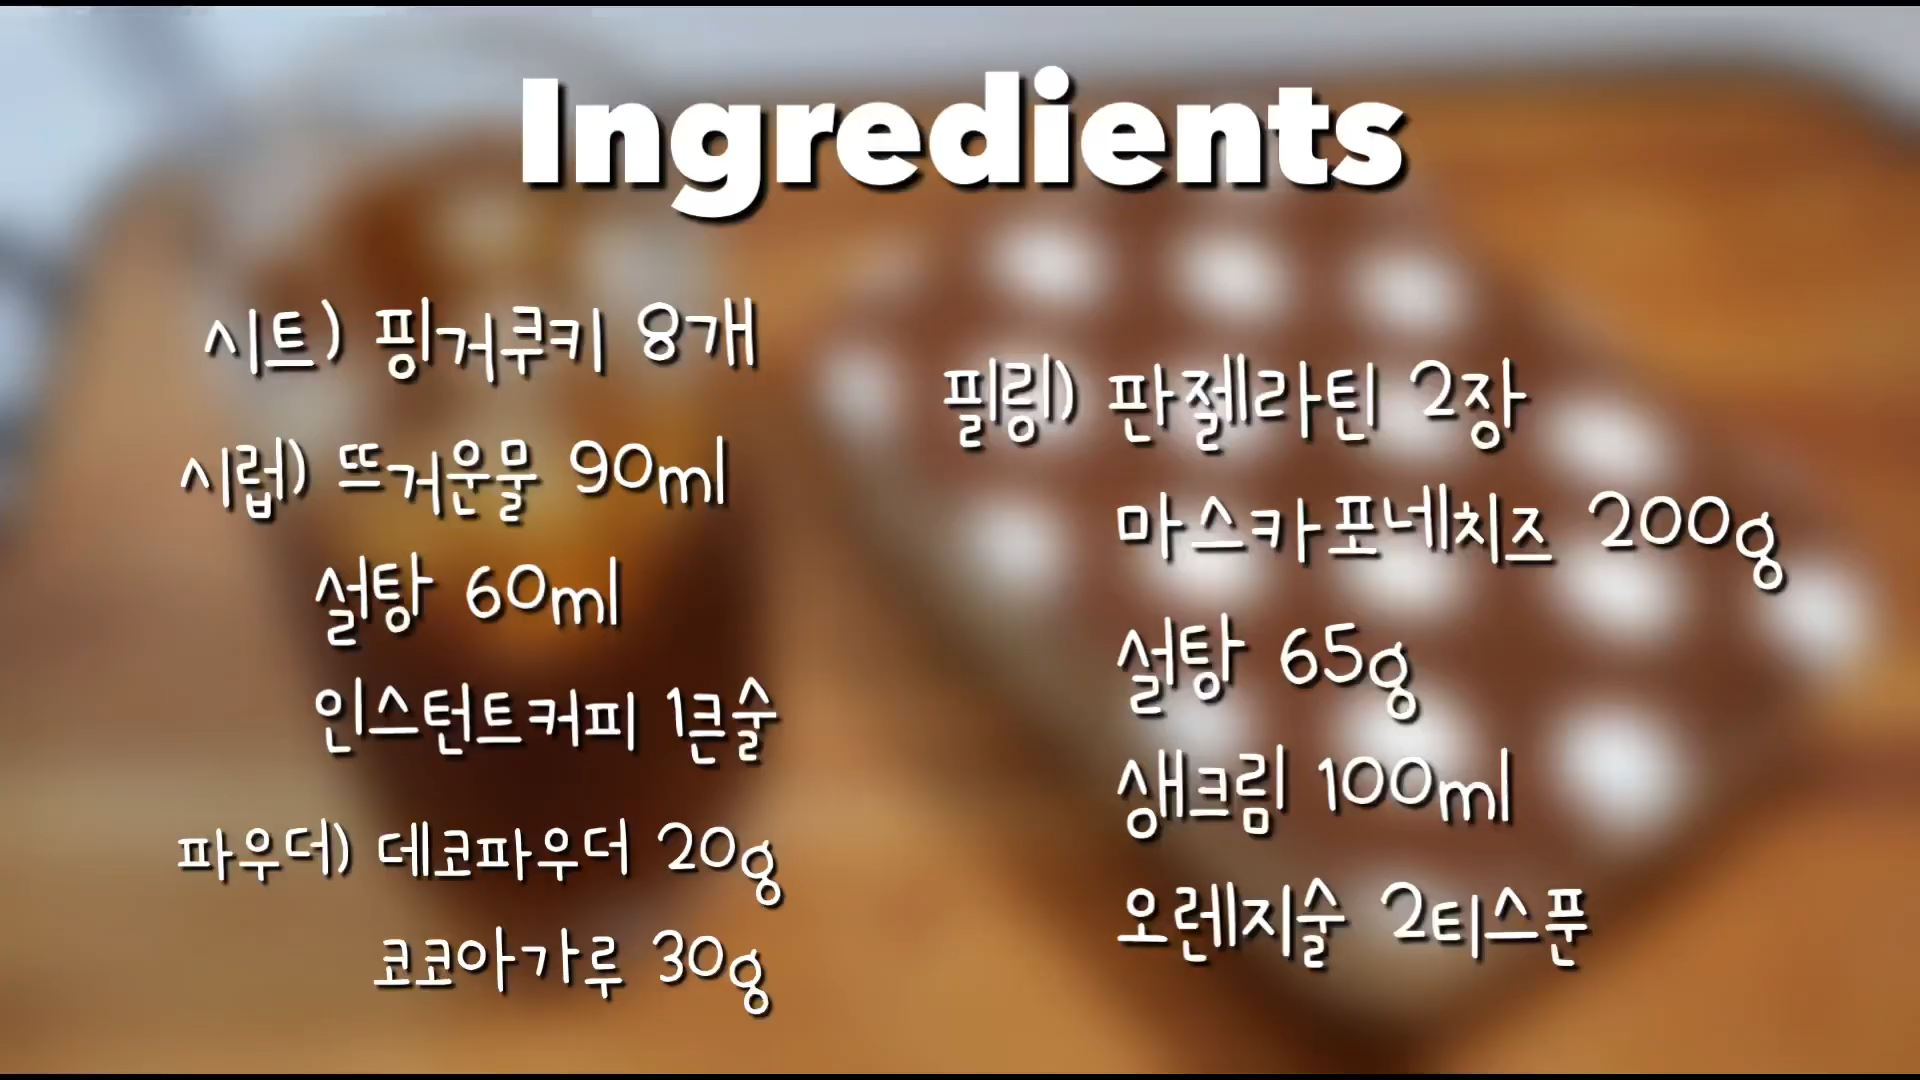 Ingredients
시트) 핑거쿠키 8개
시럽) 뜨거운물 90ml
설탕 60ml
인스턴트커피 1큰술
파우더) 데코파우더 20g
코코아가루 30g
필링) 판젤라틴 2장
마스카포네치즈 200g
설탕 65g
생크림 100ml
오렌지술 2티스푼